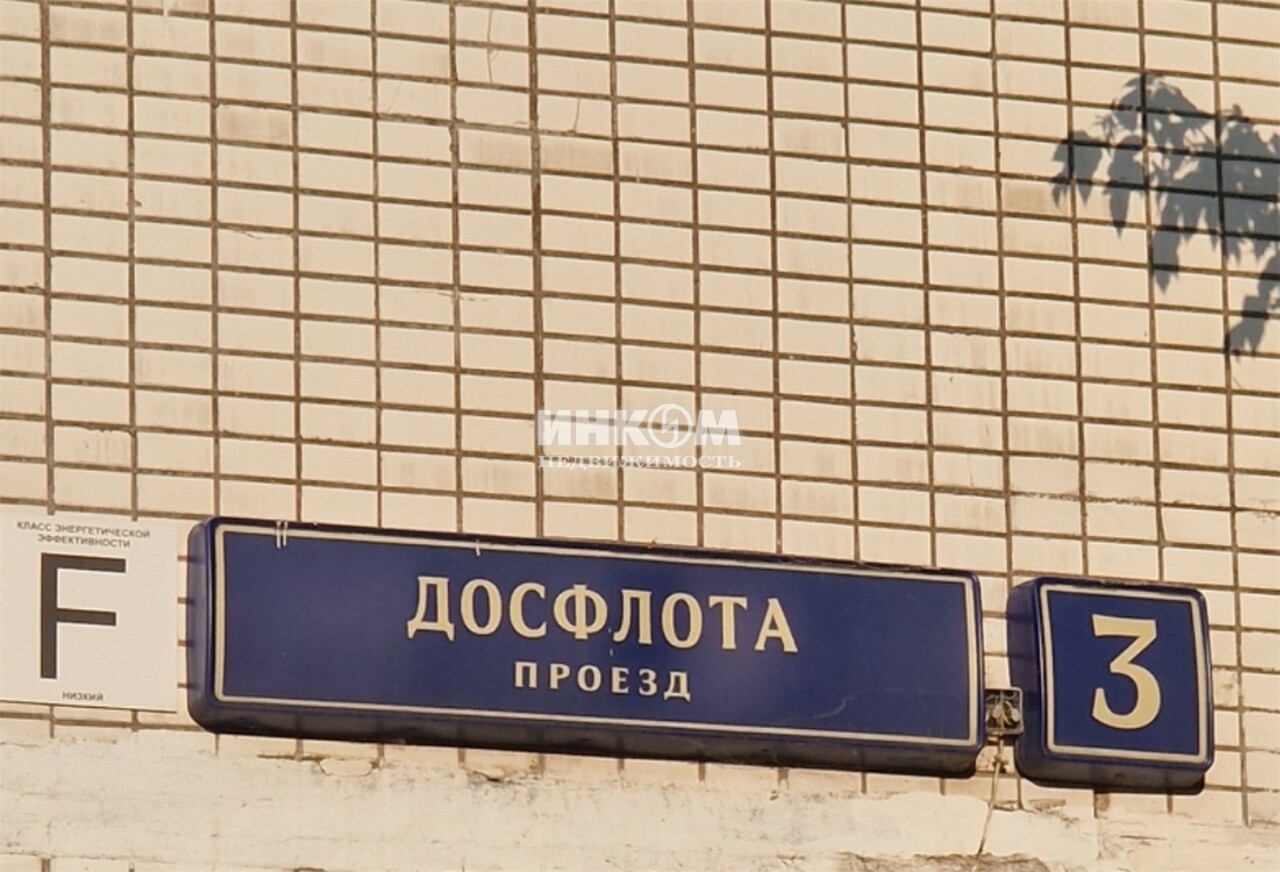 ИНКОМ
НЕДВИЖИМОСТЬ
КЛАСС ЭНЕРГЕТИЧЕСКОЙ
ЭФФЕКТИВНОСТИ
F
НИЗКИЙ
ДОСФЛОТА
ПРОЕЗД
3